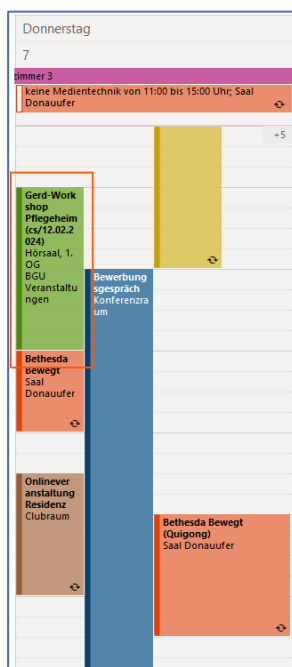 Donnerstag
7
zimmer 3
keine Medientechnik von 11:00 bis 15:00 Uhr; Saal
Donauufer
+5
Gerd-Work
shop
Pflegeheim
(cs/12.02.2
024)
Hörsaal, 1.
OG
BGU
Veranstaltu
ngen
Bewerbung
sgespräch
Konferenzra
um
Bethesda
Bewegt
Saal
Donauufer
Onlinever
anstaltung
Residenz
Clubraum
Bethesda Bewegt
(Quigong)
Saal Donauufer